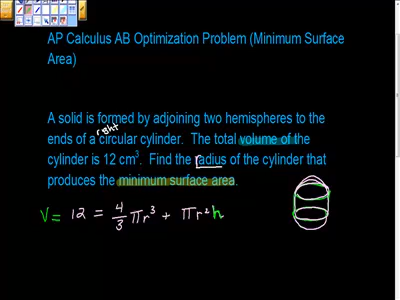 AP Calculus AB Optimization Problem (Minimum Surface
Area)
A solid is formed by adjoining two hemispheres to the
ends of a right circular cylinder. The total volume of the
cylinder is 12 cm³. Find the radius of the cylinder that
produces the minimum surface area.
V = 12 = 4/3 πr³ + πr²h